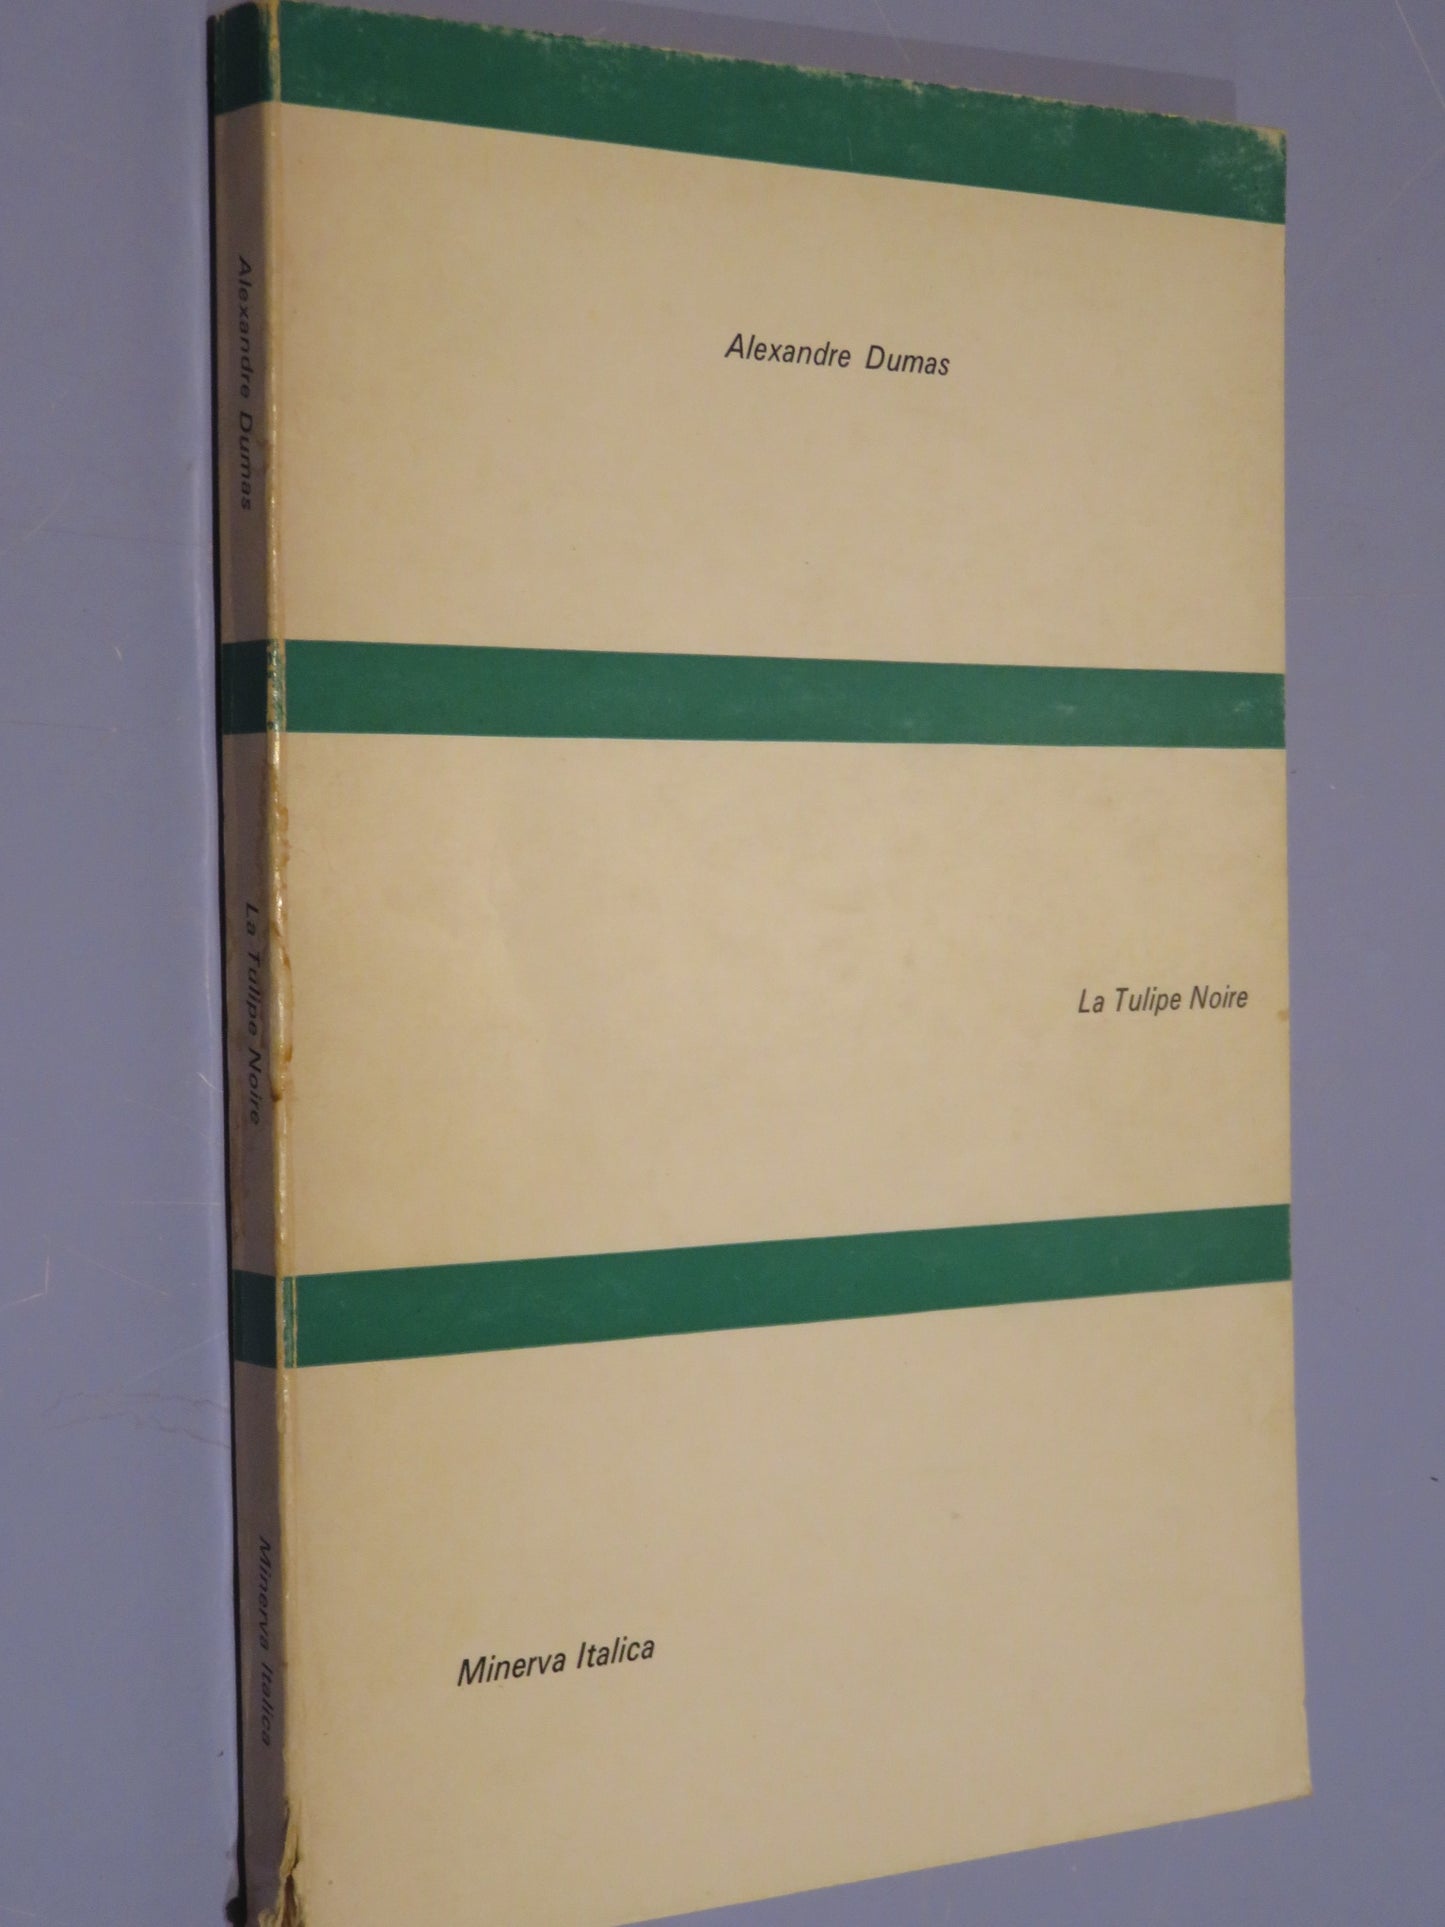 Alexandre Dumas
La Tulipe Noire
Minerva Italica
Alexandre Dumas
La Tulipe Noire
Minerva Italica